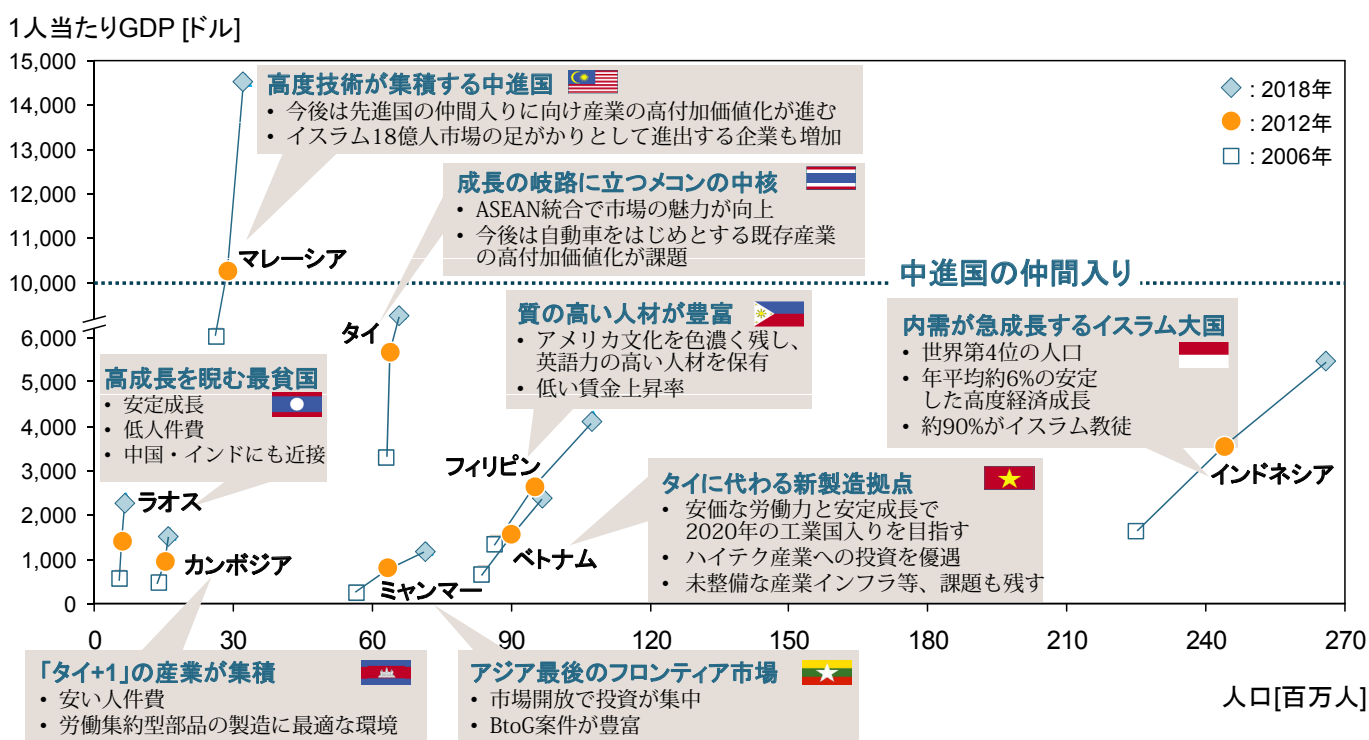 1人当たりGDP [ドル]
15,000
14,000
13,000
12,000
11,000
10,000
6,000
5,000
4,000
3,000
2,000
1,000
0
高度技術が集積する中進国
• 今後は先進国の仲間入りに向け産業の高付加価値化が進む
• イスラム18億人市場の足がかりとして進出する企業も増加
: 2018年
: 2012年
: 2006年
成長の岐路に立つメコンの中核
• ASEAN統合で市場の魅力が向上
• 今後は自動車をはじめとする既存産業
の高付加価値化が課題
マレーシア
中進国の仲間入り
タイ
質の高い人材が豊富
• アメリカ文化を色濃く残し、
英語力の高い人材を保有
• 低い賃金上昇率
内需が急成長するイスラム大国
• 世界第4位の人口
• 年平均約6%の安定
した高度経済成長
• 約90%がイスラム教徒
高成長を睨む最貧国
• 安定成長
• 低人件費
• 中国・インドにも近接
フィリピン
インドネシア
タイに代わる新製造拠点
• 安価な労働力と安定成長で
2020年の工業国入りを目指す
• ハイテク産業への投資を優遇
• 未整備な産業インフラ等、課題も残す
ラオス
カンボジア
ミャンマー
ベトナム
0
30
60
90
120
150
180
210
240
270
「タイ+1」の産業が集積
• 安い人件費
• 労働集約型部品の製造に最適な環境
アジア最後のフロンティア市場
• 市場開放で投資が集中
• BtoG案件が豊富
人口[百万人]